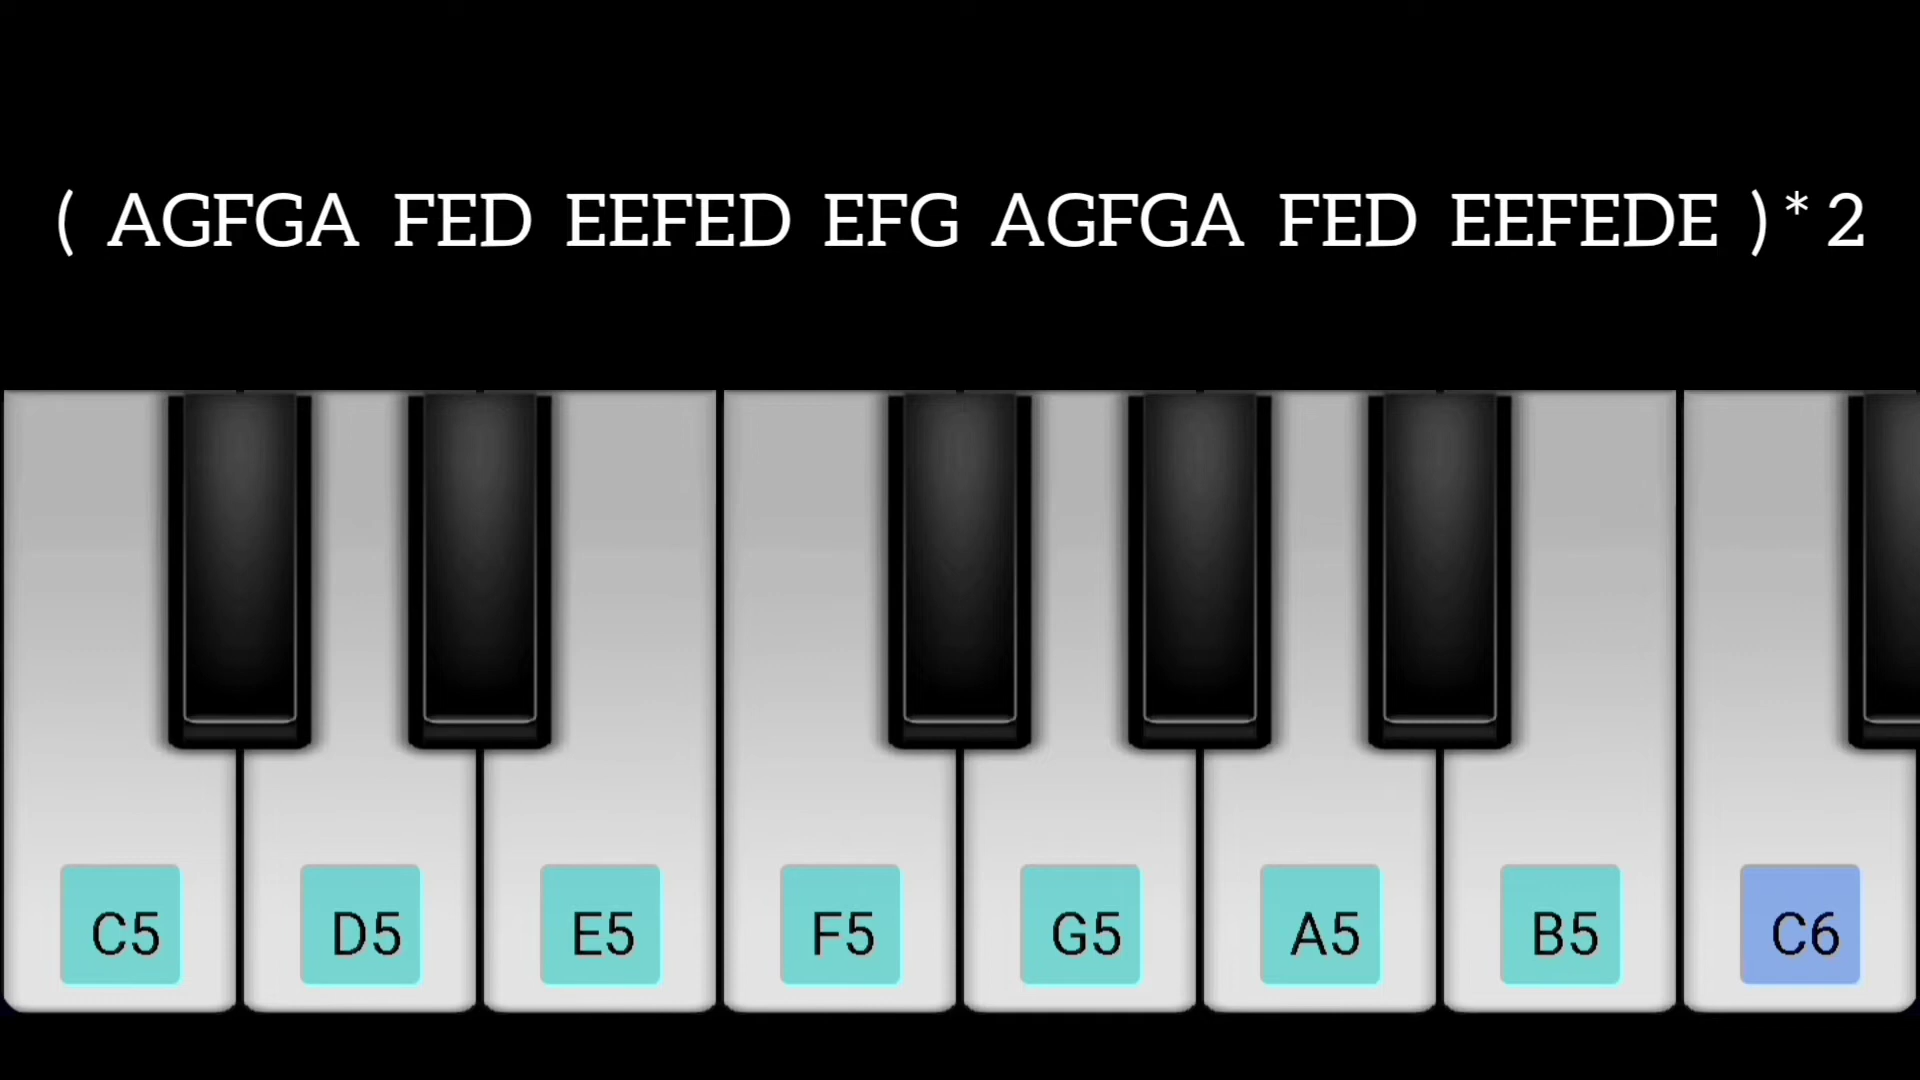 ( AGFGA FED EEFED EFG AGFGA FED EEFEDE )* 2
C5 D5 E5 F5 G5 A5 B5 C6